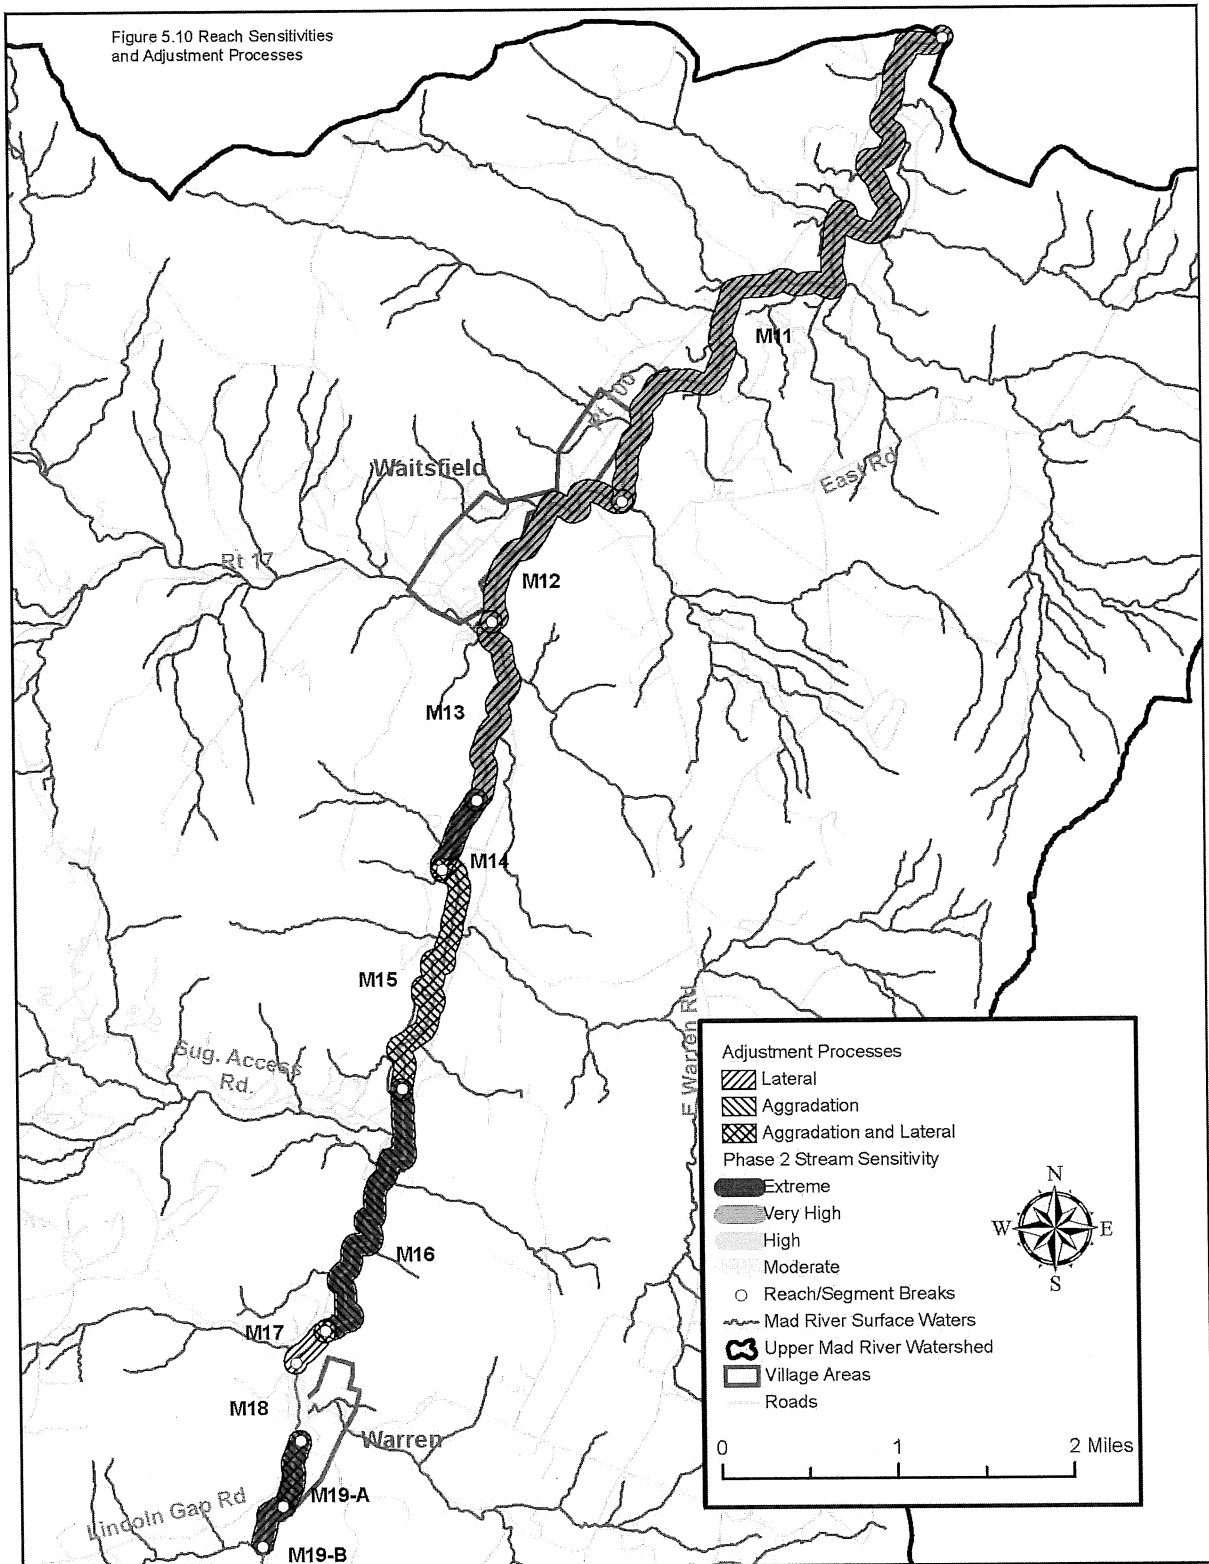 Figure 5.10 Reach Sensitivities
and Adjustment Processes
M11
Waitsfield
East Rd
Rt 17
M12
M13
M14
M15
E Warren Rd
Sug. Access
Rd.
M16
M17
M18
Warren
M19-A
Lincoln Gap Rd
M19-B
Adjustment Processes
Lateral
Aggradation
Aggradation and Lateral
Phase 2 Stream Sensitivity
Extreme
Very High
High
Moderate
Reach/Segment Breaks
Mad River Surface Waters
Upper Mad River Watershed
Village Areas
Roads
N
W E
S
0 1 2 Miles